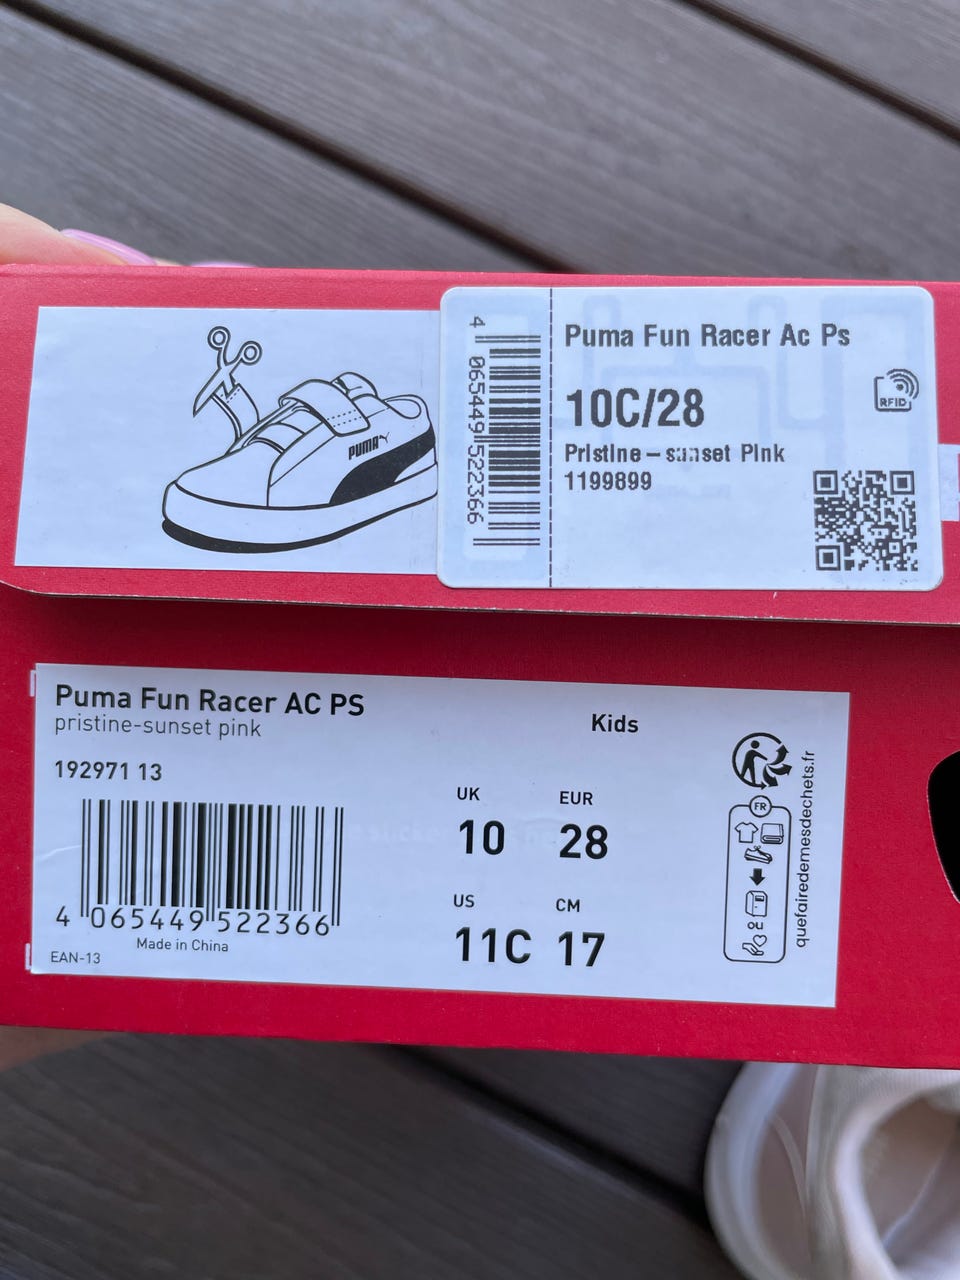 PUMA
4 065449 522366
Puma Fun Racer Ac Ps
10C/28
Pristine – sunset Pink
1199899
RFID
Puma Fun Racer AC PS
pristine-sunset pink
Kids
192971 13
4 065449 522366
Made in China
EAN-13
UK
10
EUR
28
US
11C
CM
17
FR
OU
quefairedemesdechets.fr